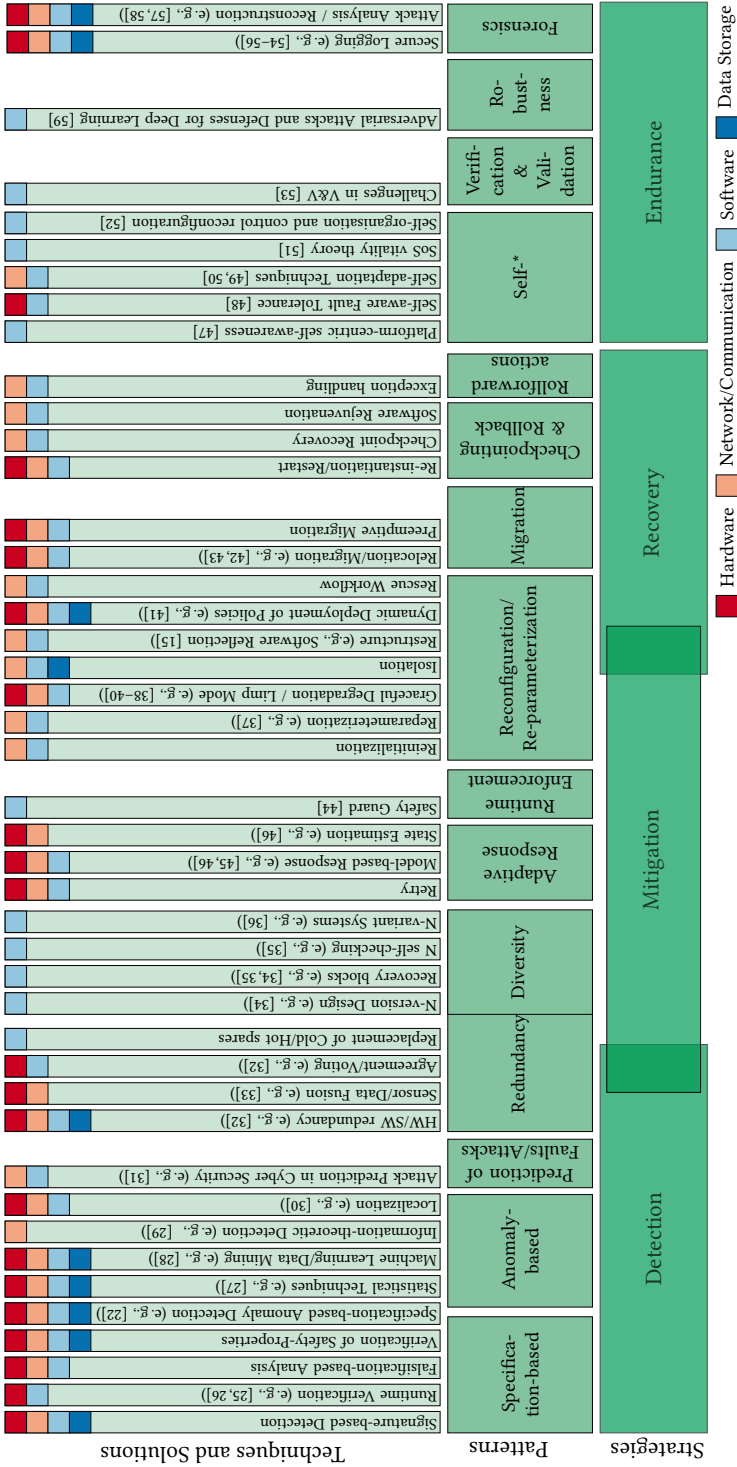 Strategies
Patterns
Techniques and Solutions
Detection
Mitigation
Recovery
Endurance
Specifica-
tion-based
Anomaly-
based
Prediction of
Faults/Attacks
Redundancy
Diversity
Adaptive
Response
Runtime
Enforcement
Reconfiguration/
Re-parameterization
Migration
Checkpointing
& Rollback
Rollforward
actions
Self-*
Verifi-
cation
&
Vali-
dation
Ro-
bust-
ness
Forensics
Signature-based Detection
Runtime Verification (e.g., [25,26])
Falsification-based Analysis
Verification of Safety-Properties
Specification-based Anomaly Detection (e.g., [22])
Statistical Techniques (e.g., [27])
Machine Learning/Data Mining (e.g., [28])
Information-theoretic Detection (e.g., [29])
Localization (e.g., [30])
Attack Prediction in Cyber Security (e.g., [31])
HW/SW redundancy (e.g., [32])
Sensor/Data Fusion (e.g., [33])
Agreement/Voting (e.g., [32])
Replacement of Cold/Hot spares
N-version Design (e.g., [34])
Recovery blocks (e.g., [34,35])
N self-checking (e.g., [35])
N-variant Systems (e.g., [36])
Retry
Model-based Response (e.g., [45,46])
State Estimation (e.g., [46])
Safety Guard [44]
Reinitialization
Reparameterization (e.g., [37])
Graceful Degradation / Limp Mode (e.g., [38–40])
Isolation
Restructure (e.g., Software Reflection [15])
Dynamic Deployment of Policies (e.g., [41])
Rescue Workflow
Relocation/Migration (e.g., [42,43])
Preemptive Migration
Re-instantiation/Restart
Checkpoint Recovery
Software Rejuvenation
Exception handling
Platform-centric self-awareness [47]
Self-aware Fault Tolerance [48]
Self-adaptation Techniques [49,50]
SoS vitality theory [51]
Self-organisation and control reconfiguration [52]
Challenges in V&V [53]
Adversarial Attacks and Defenses for Deep Learning [59]
Secure Logging (e.g., [54–56])
Attack Analysis / Reconstruction (e.g., [57,58])
Hardware
Network/Communication
Software
Data Storage